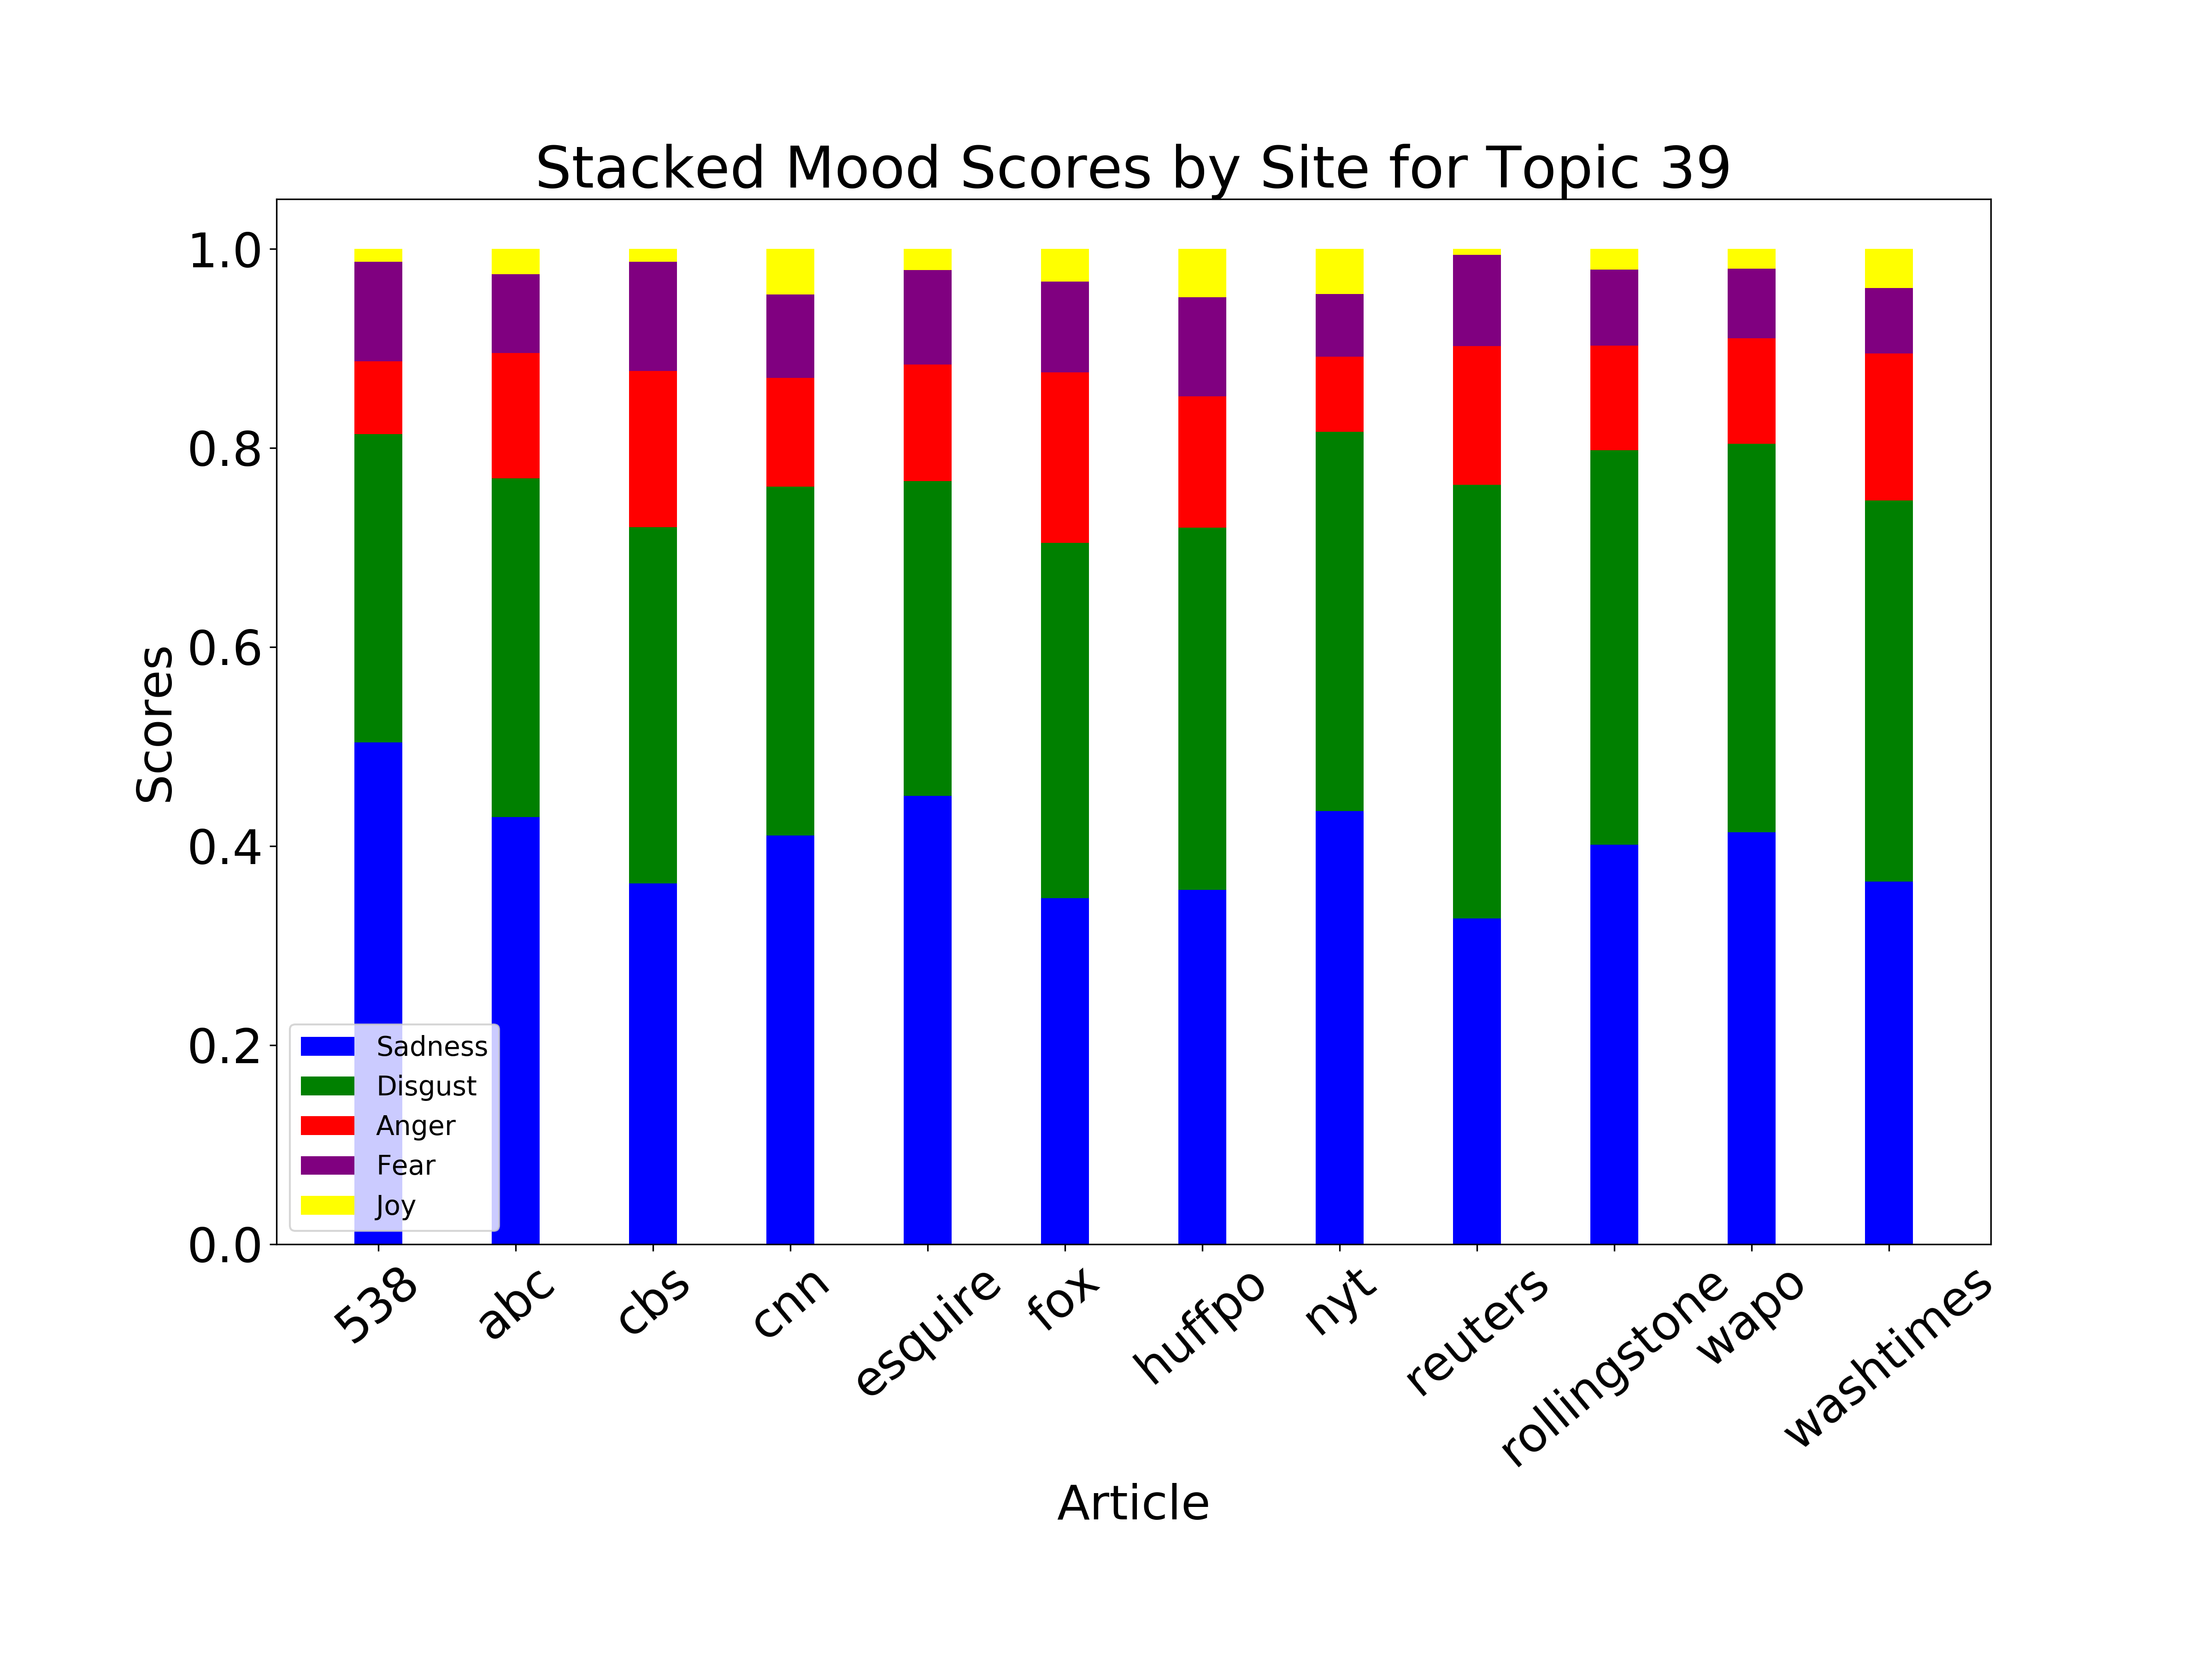 Stacked Mood Scores by Site for Topic 39
1.0
0.8
0.6
0.4
0.2
0.0
Scores
Sadness
Disgust
Anger
Fear
Joy
538
abc
cbs
cnn
esquire
fox
huffpo
nyt
reuters
rollingstone
wapo
washtimes
Article